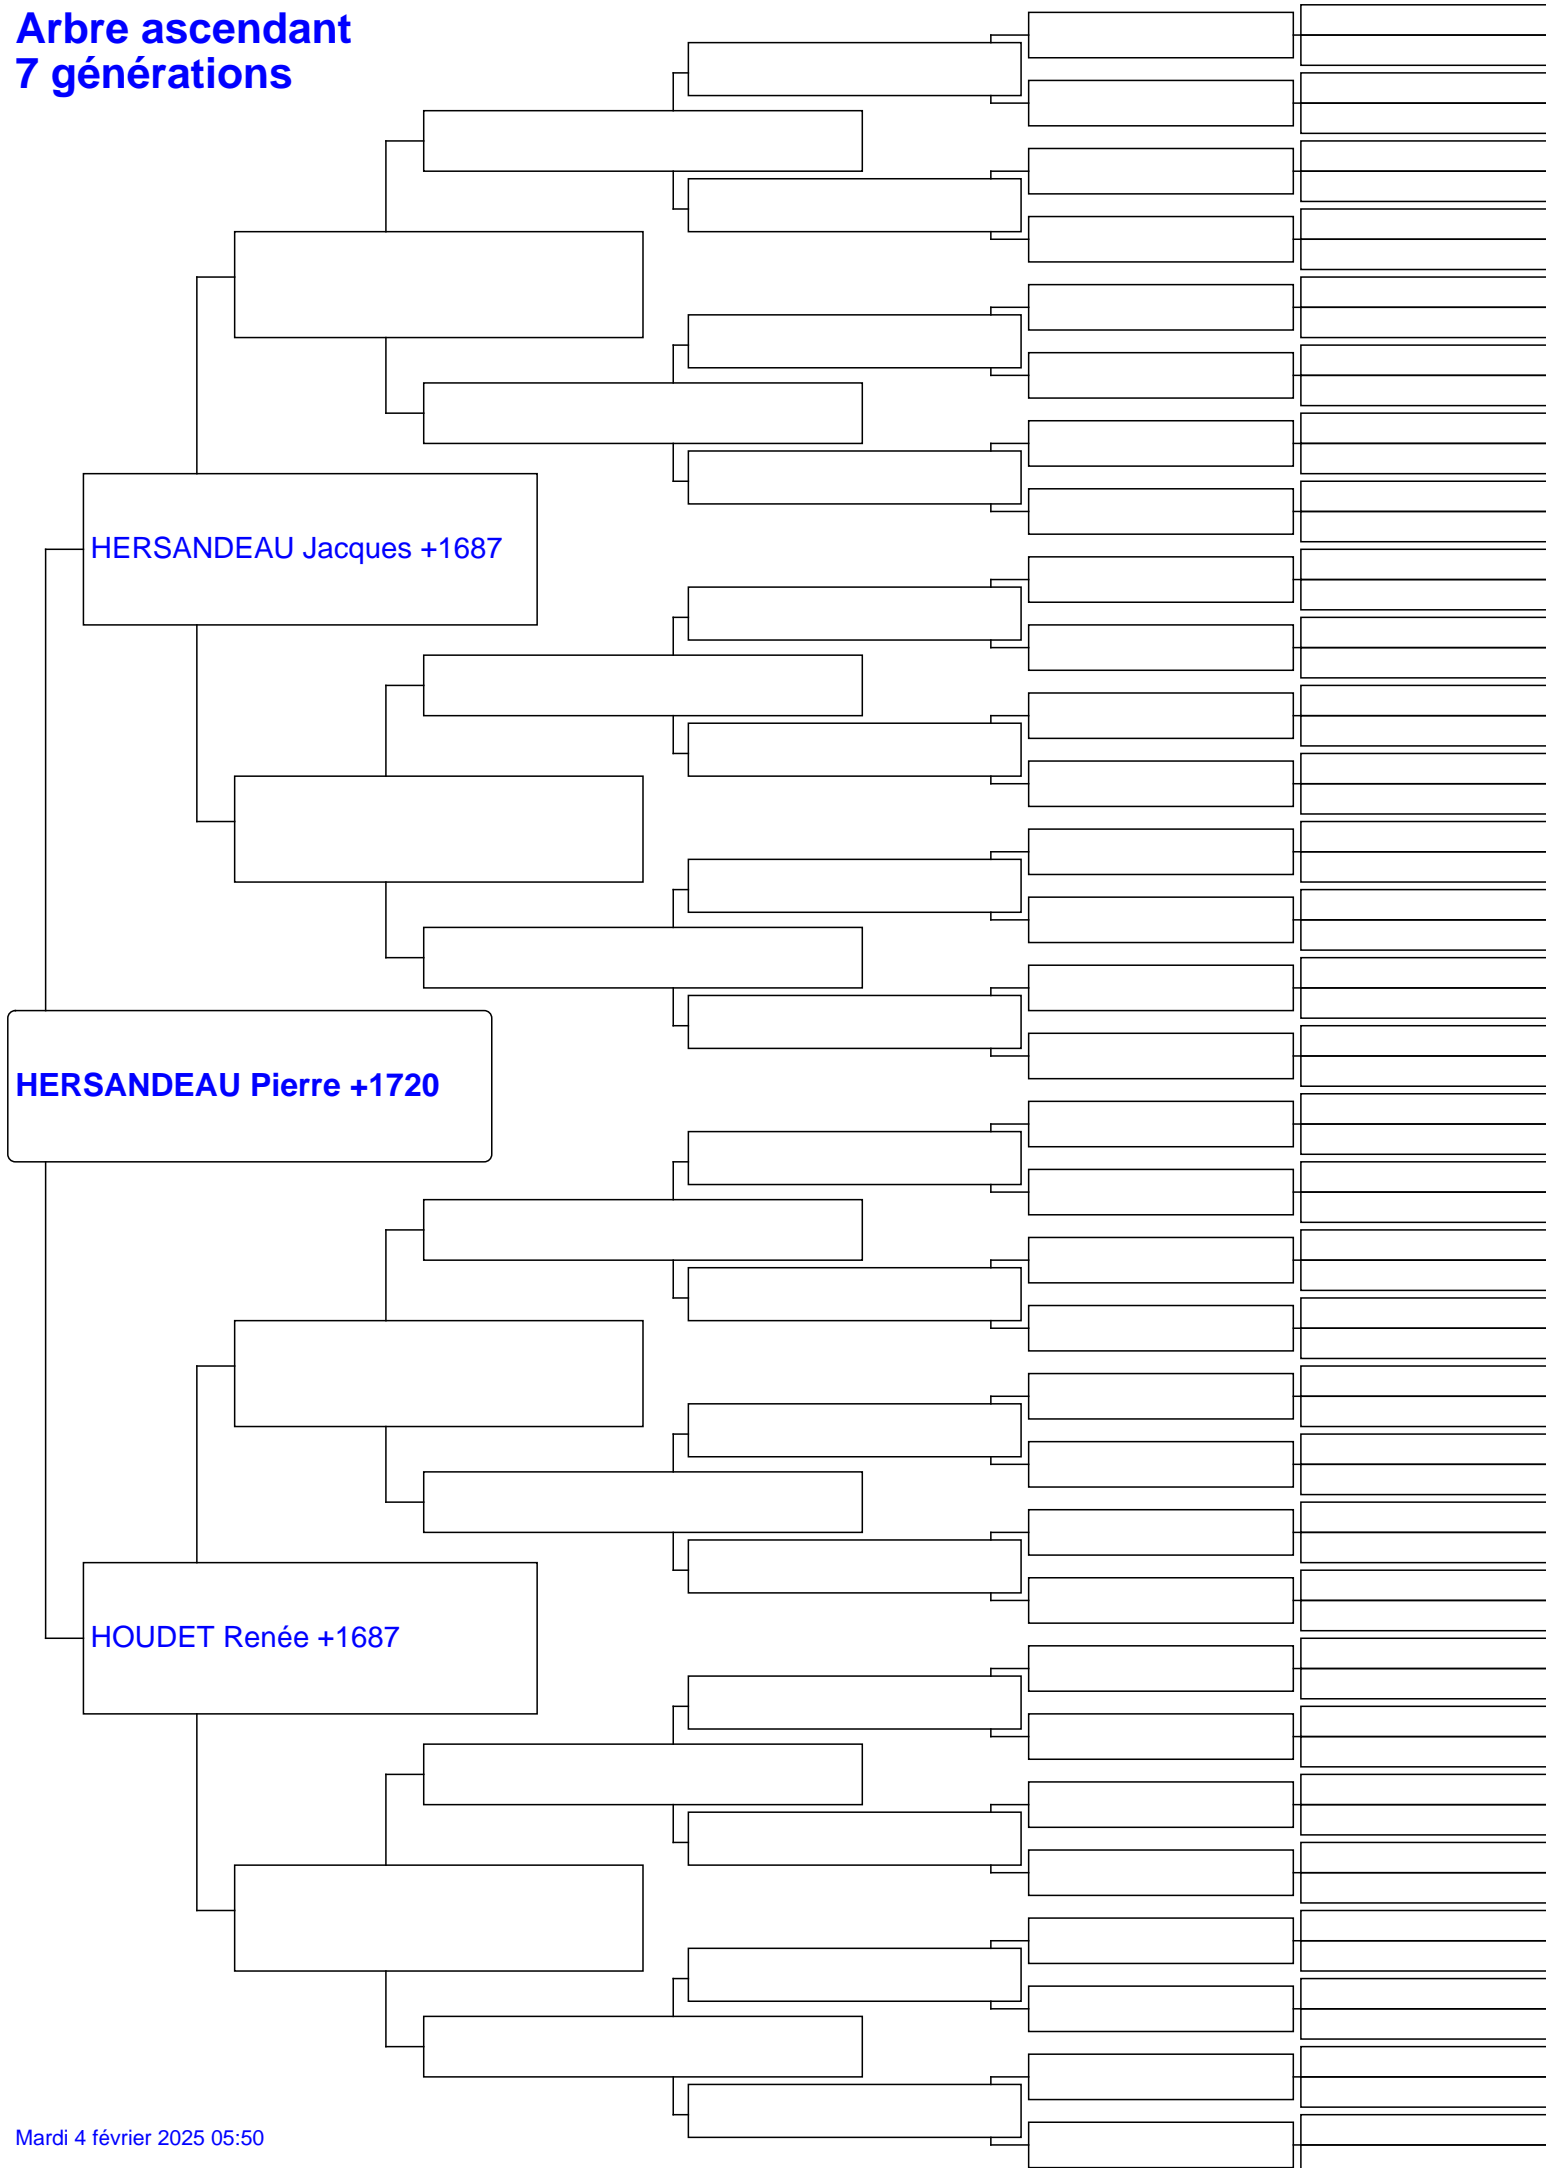 Arbre ascendant
7 générations
HERSANDEAU Jacques +1687
HERSANDEAU Pierre +1720
HOUDET Renée +1687
Mardi 4 février 2025 05:50